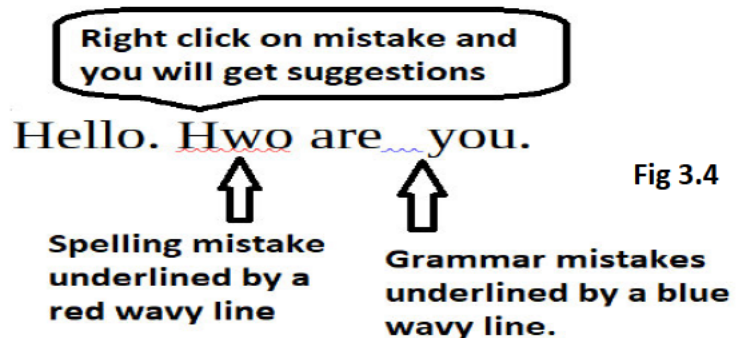 Right click on mistake and
you will get suggestions
Hello. Hwo are   you.
Fig 3.4
Spelling mistake
underlined by a
red wavy line
Grammar mistakes
underlined by a blue
wavy line.